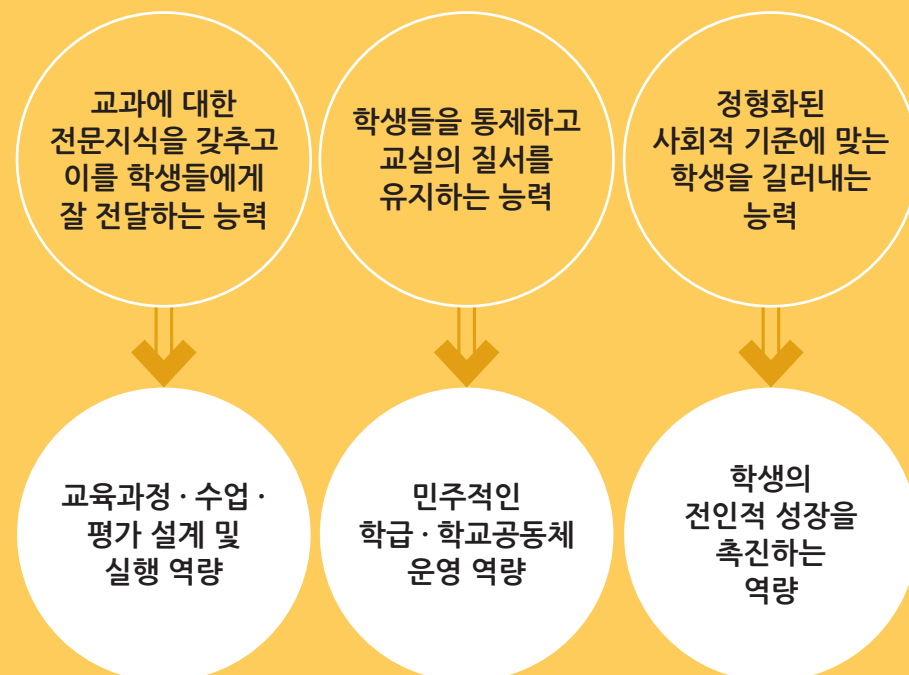 교과에 대한
전문지식을 갖추고
이를 학생들에게
잘 전달하는 능력
학생들을 통제하고
교실의 질서를
유지하는 능력
정형화된
사회적 기준에 맞는
학생을 길러내는
능력
교육과정 · 수업 ·
평가 설계 및
실행 역량
민주적인
학급 · 학교공동체
운영 역량
학생의
전인적 성장을
촉진하는
역량